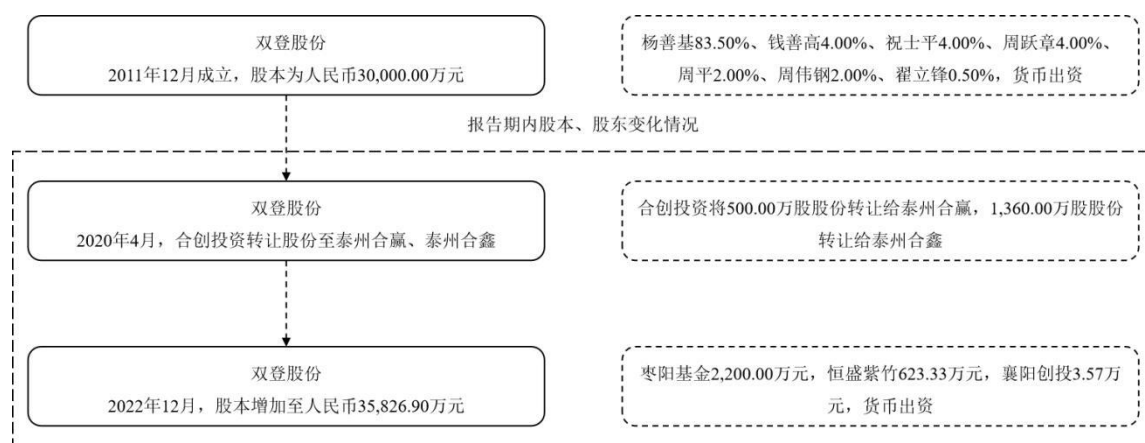 双登股份
2011年12月成立，股本为人民币30,000.00万元
杨善基83.50%、钱善高4.00%、祝士平4.00%、周跃章4.00%、
周平2.00%、周伟钢2.00%、翟立锋0.50%，货币出资
报告期内股本、股东变化情况
双登股份
2020年4月，合创投资转让股份至泰州合赢、泰州合鑫
合创投资将500.00万股股份转让给泰州合赢，1,360.00万股股份
转让给泰州合鑫
双登股份
2022年12月，股本增加至人民币35,826.90万元
枣阳基金2,200.00万元，恒盛紫竹623.33万元，襄阳创投3.57万
元，货币出资